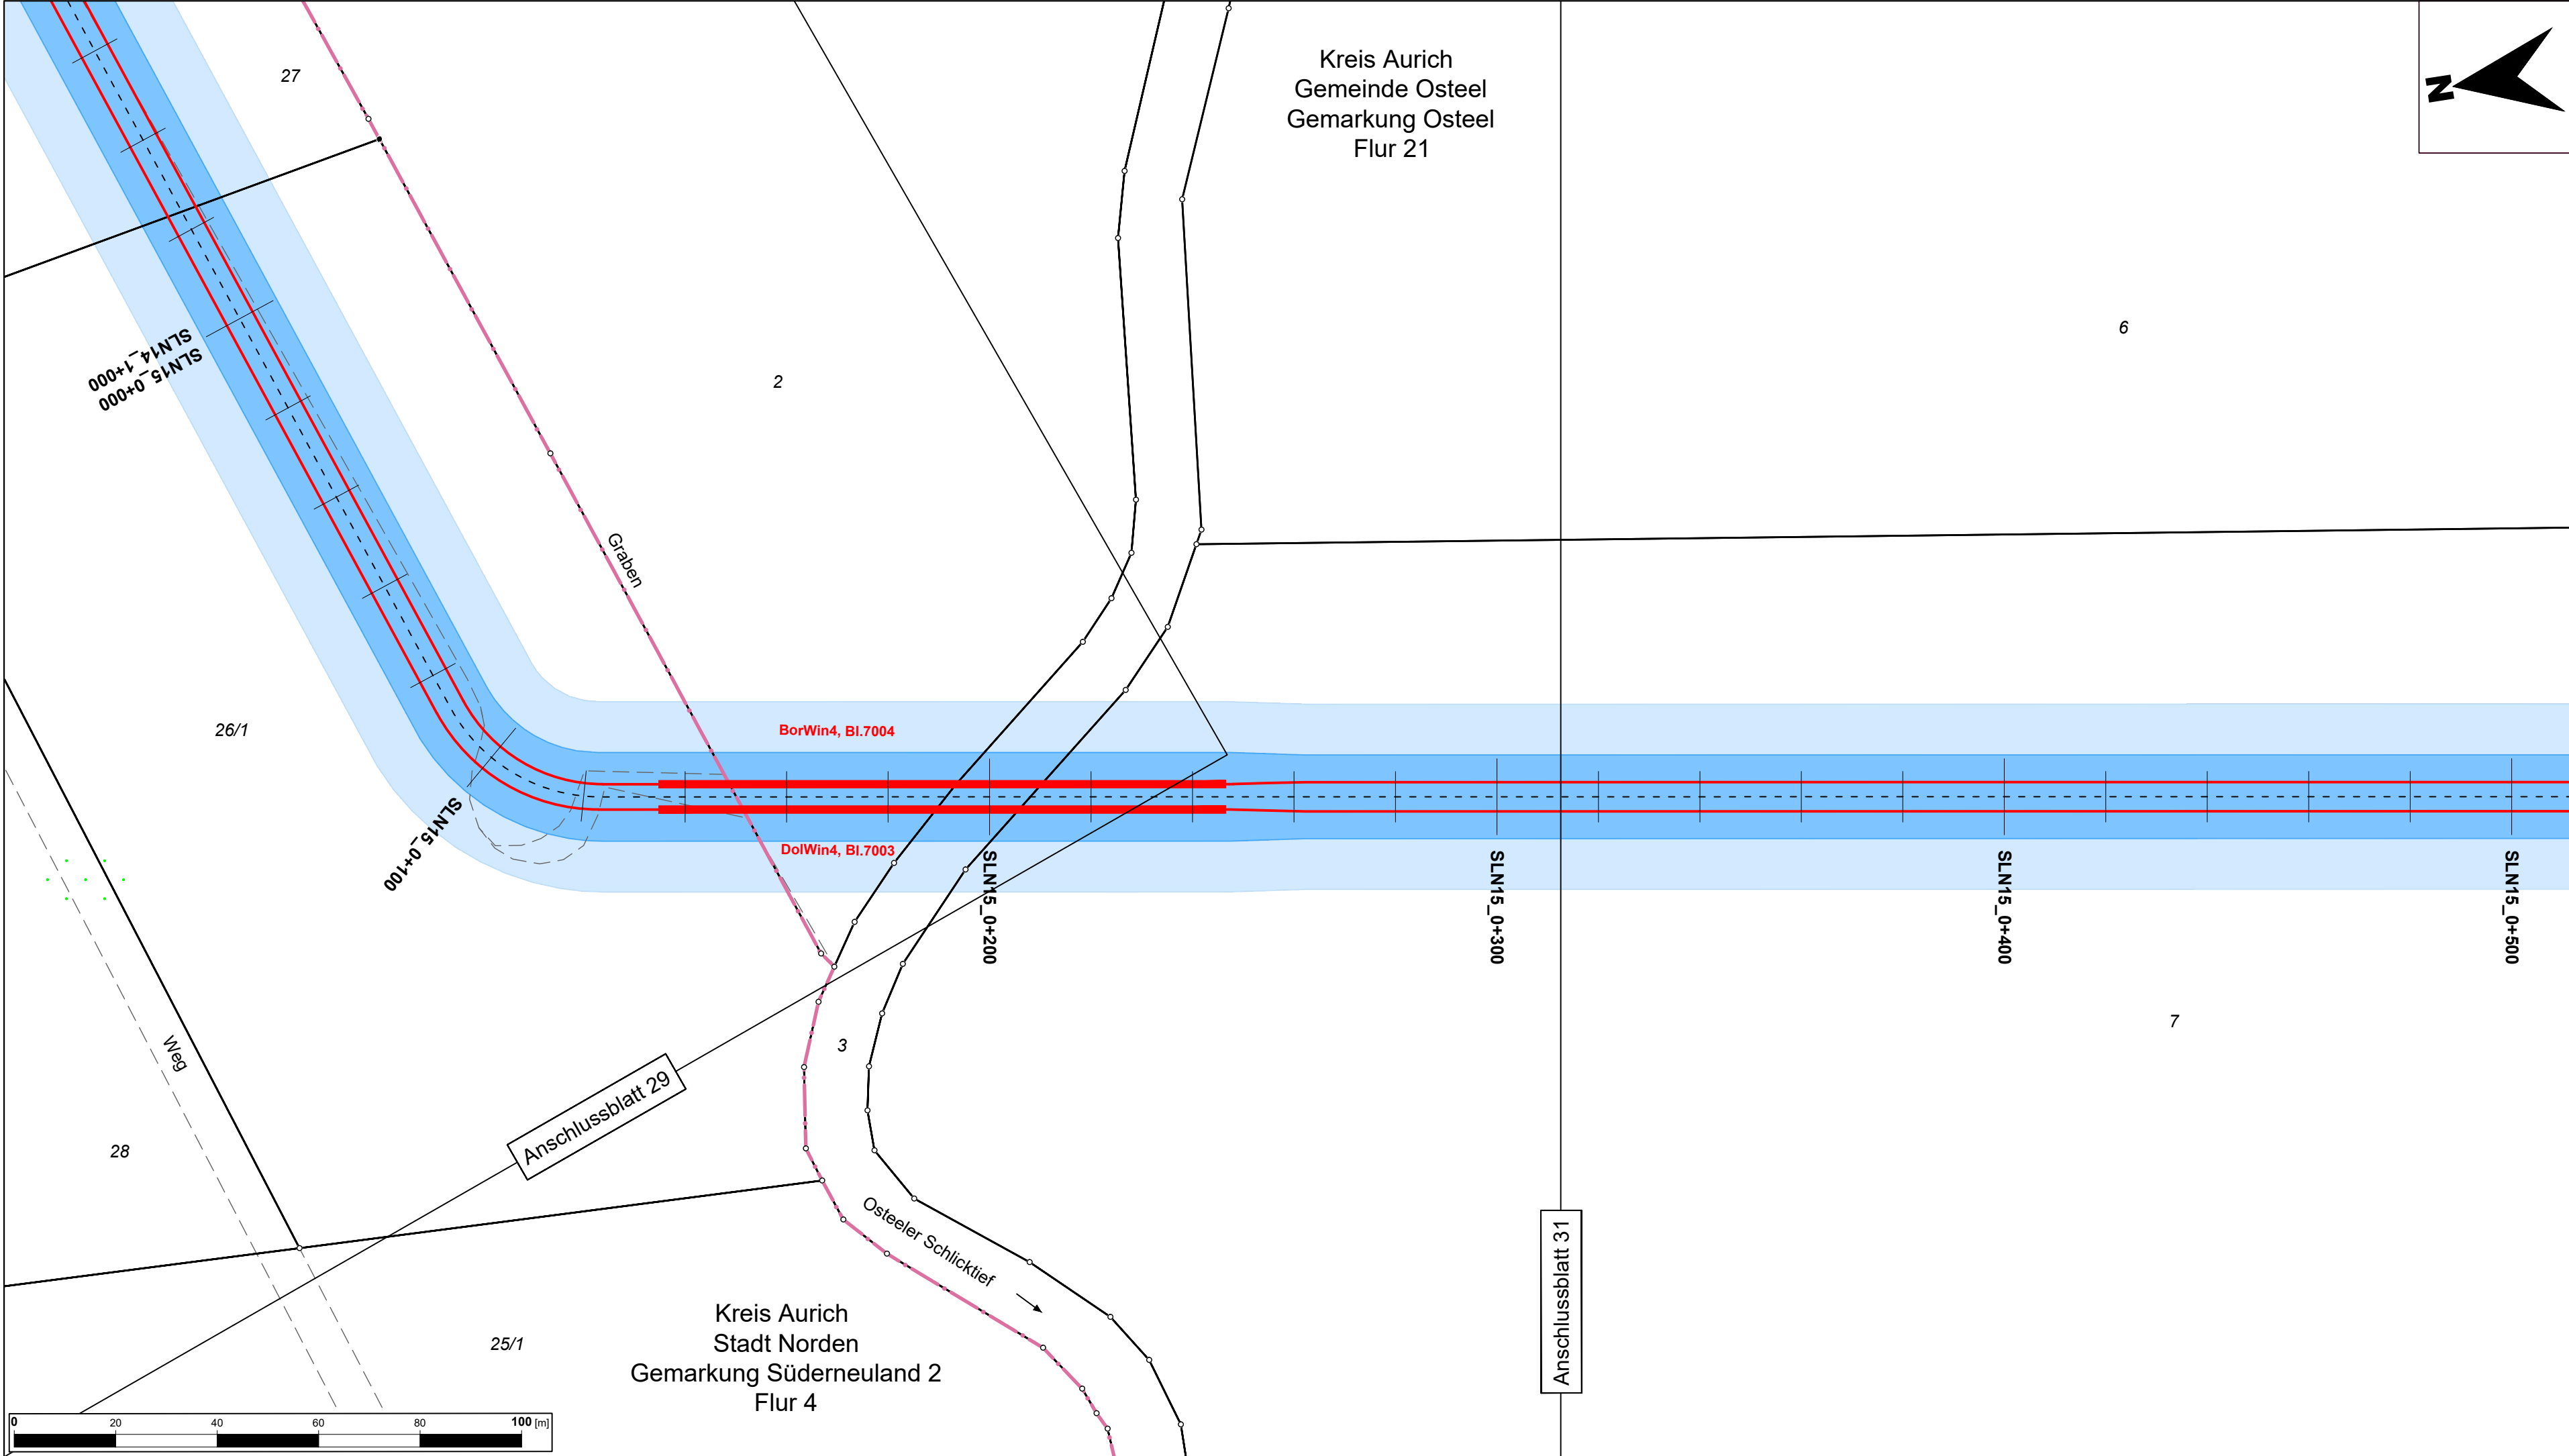 27
Kreis Aurich
Gemeinde Osteel
Gemarkung Osteel
Flur 21
N
6
2
SLN14_1+000
SLN15_0+000
Graben
26/1
BorWin4, Bl.7004
SLN15_0+100
DolWin4, Bl.7003
SLN15_0+200
SLN15_0+300
SLN15_0+400
SLN15_0+500
7
Weg
3
Anschlussblatt 29
28
Osteeler Schlicktief
Anschlussblatt 31
25/1
Kreis Aurich
Stadt Norden
Gemarkung Süderneuland 2
Flur 4
0 20 40 60 80 100 [m]